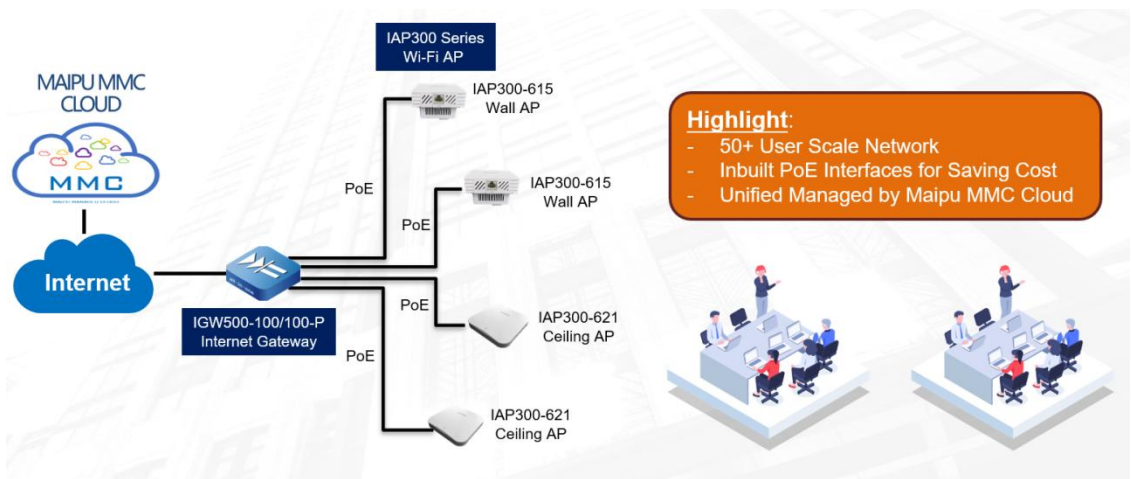 MAIPU MMC
CLOUD
MMC
Internet
IGW500-100/100-P
Internet Gateway
IAP300 Series
Wi-Fi AP
IAP300-615
Wall AP
PoE
IAP300-615
Wall AP
PoE
IAP300-621
Ceiling AP
PoE
IAP300-621
Ceiling AP
PoE
Highlight:
- 50+ User Scale Network
- Inbuilt PoE Interfaces for Saving Cost
- Unified Managed by Maipu MMC Cloud